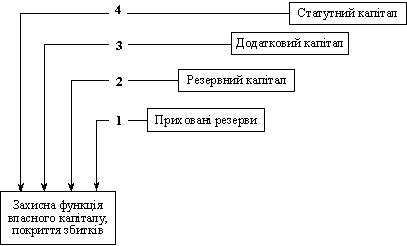 4 Статутний капітал
3 Додатковий капітал
2 Резервний капітал
1 Приховані резерви
Захисна функція
власного капіталу,
покриття збитків